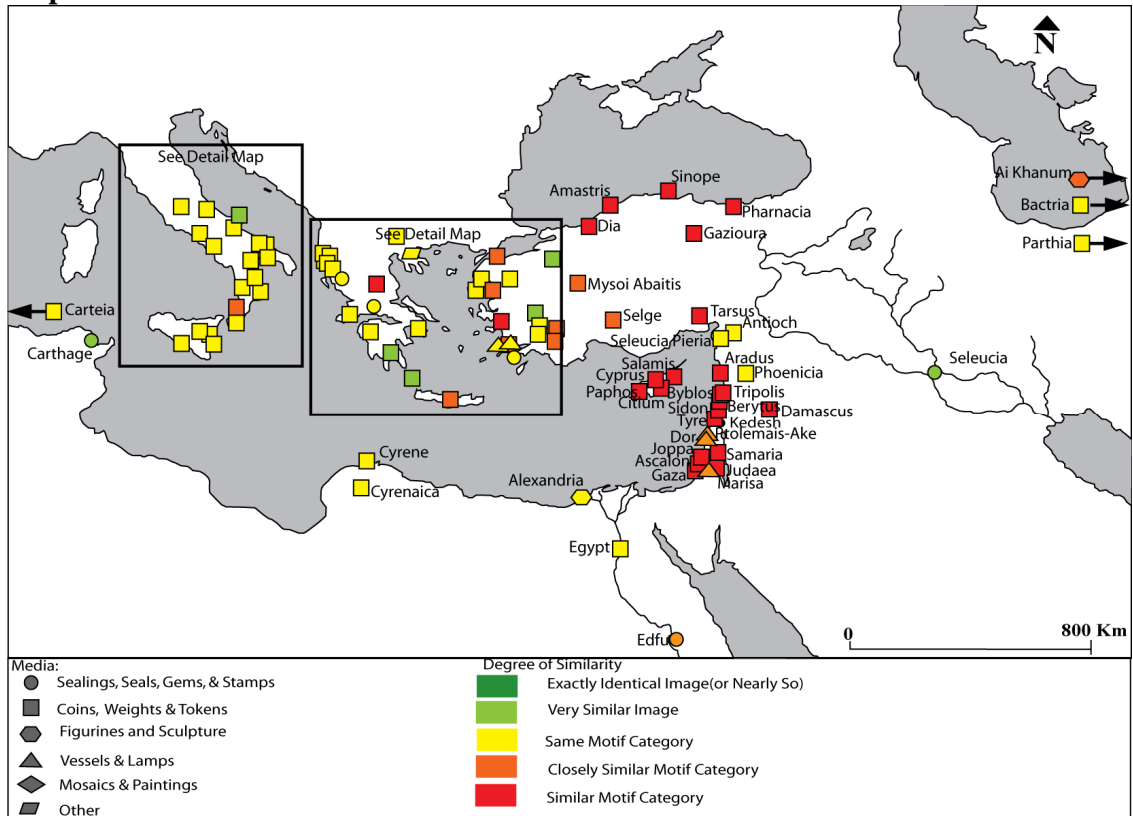 See Detail Map
Ai Khanum
N
Sinope
Amastris
Bactria
Pharnacia
Dia
See Detail Map
Gazioura
Parthia
Mysoi Abaitis
Carteia
Selge
Tarsus
Antioch
Seleucia Pieria
Carthage
Aradus
Seleucia
Salamis
Phoenicia
Cyprus
Paphos
Byblos
Tripolis
Citium
Sidon
Berytus
Damascus
Tyre
Kedesh
Dor
Ptolemais-Ake
Joppa
Cyrene
Samaria
Ascalon
Judaea
Gaza
Alexandria
Marisa
Cyrenaica
Egypt
Edfu
0
800 Km
Media:
Sealings, Seals, Gems, & Stamps
Coins, Weights & Tokens
Figurines and Sculpture
Vessels & Lamps
Mosaics & Paintings
Other
Degree of Similarity
Exactly Identical Image(or Nearly So)
Very Similar Image
Same Motif Category
Closely Similar Motif Category
Similar Motif Category